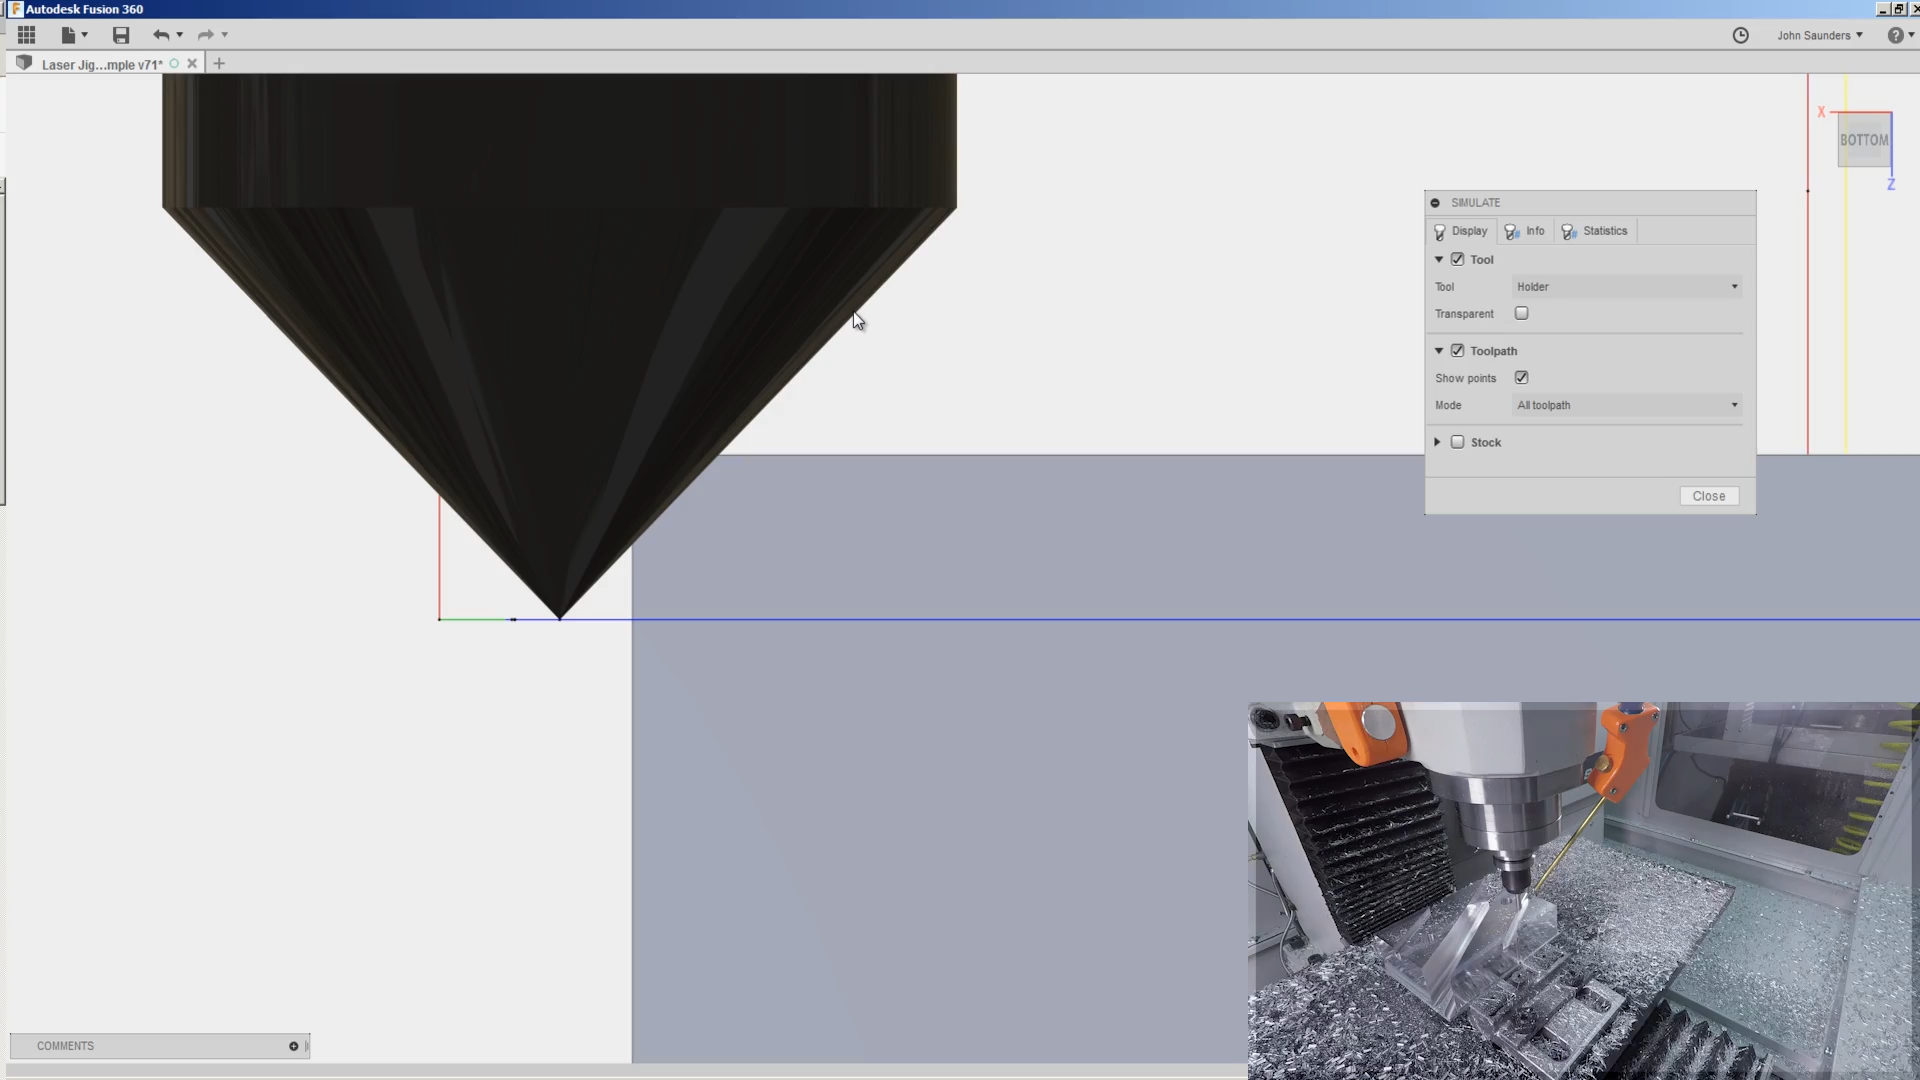 Autodesk Fusion 360
John Saunders
Laser Jig...mple v71*
X
BOTTOM
Z
SIMULATE
Display
Info
Statistics
Tool
Tool
Holder
Transparent
Toolpath
Show points
Mode
All toolpath
Stock
Close
COMMENTS